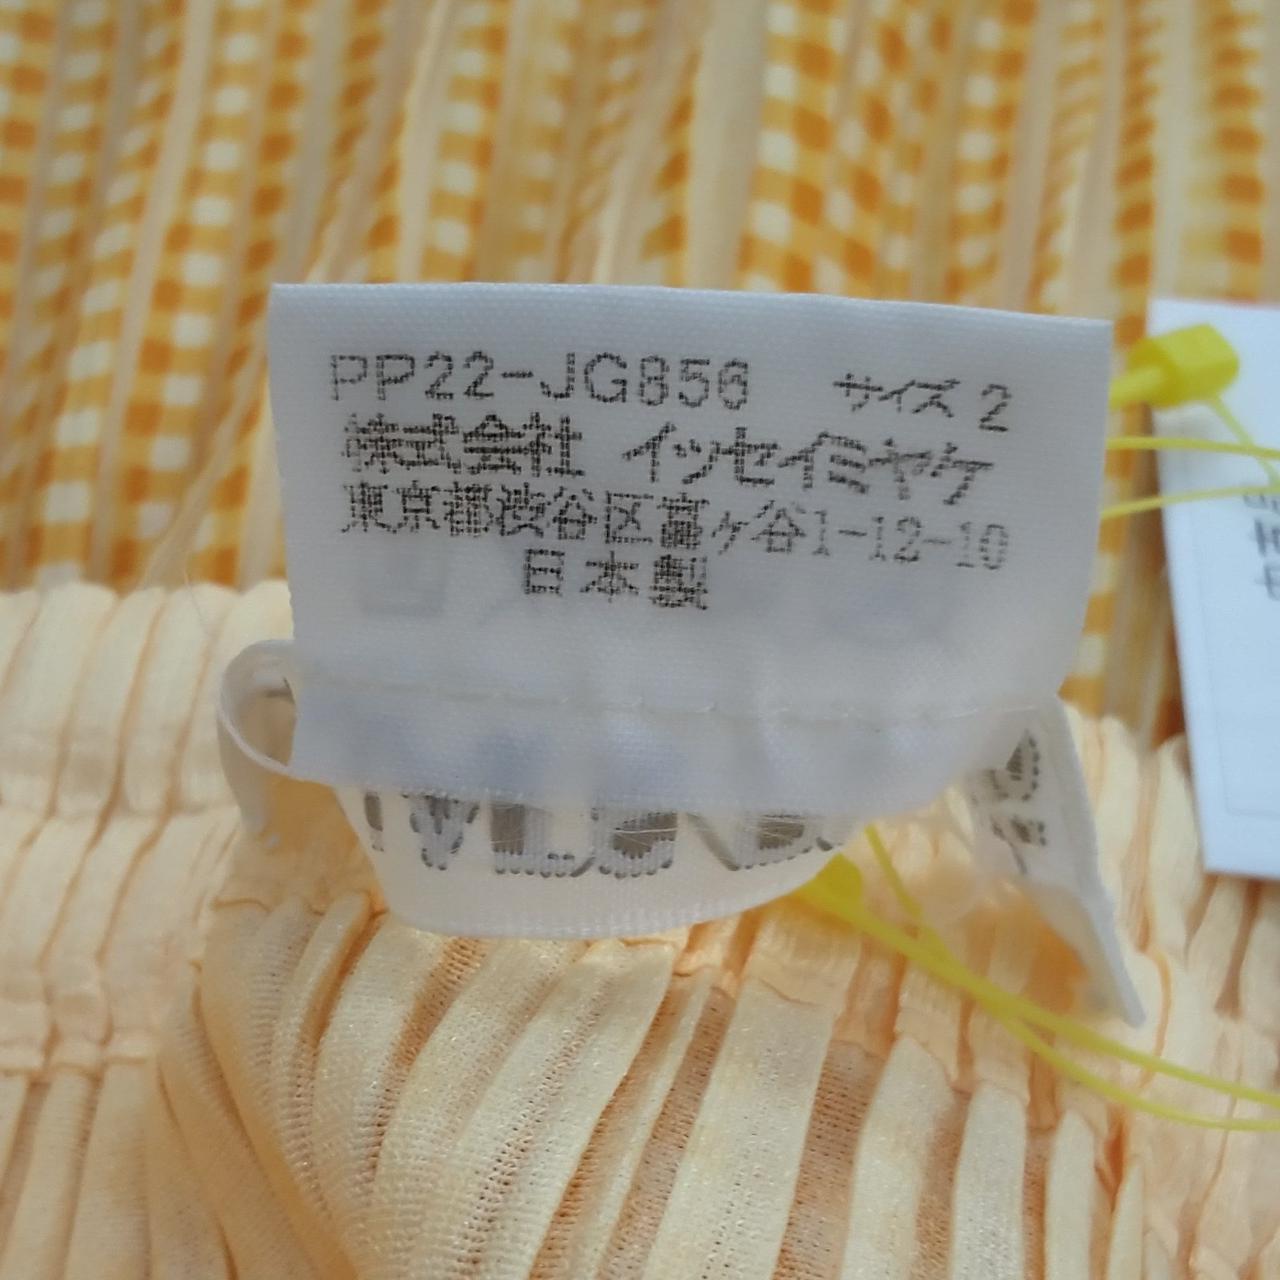 PP22-JG856 サイズ 2
株式会社 イッセイミヤケ
東京都渋谷区富ヶ谷1-12-10
日本製